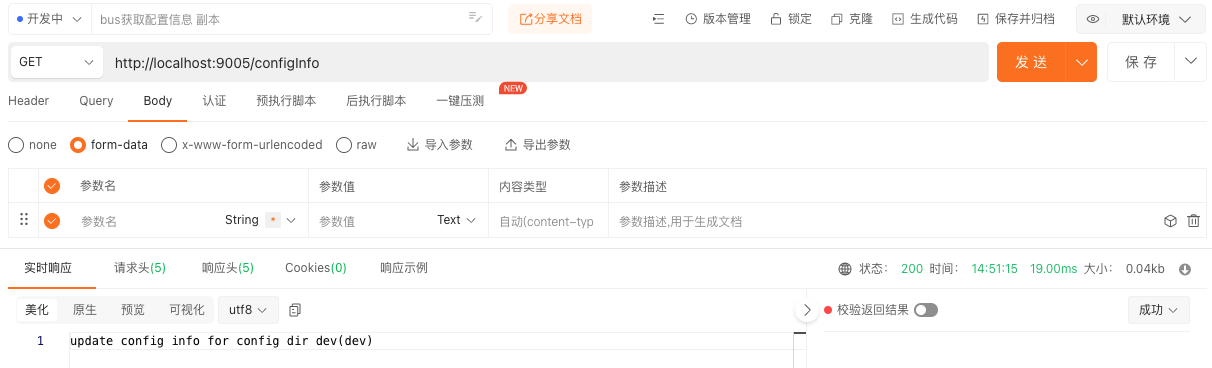 开发中 bus获取配置信息 副本 分享文档 版本管理 锁定 克隆 生成代码 保存并归档 默认环境
GET http://localhost:9005/configInfo 发 送 保 存
Header Query Body 认证 预执行脚本 后执行脚本 一键压测 NEW
none form-data x-www-form-urlencoded raw 导入参数 导出参数
参数名 参数值 内容类型 参数描述
参数名 String * 参数值 Text 自动(content-typ 参数描述,用于生成文档
实时响应 请求头(5) 响应头(5) Cookies(0) 响应示例 状态: 200 时间: 14:51:15 19.00ms 大小: 0.04kb
美化 原生 预览 可视化 utf8 校验返回结果 成功
1 update config info for config dir dev(dev)